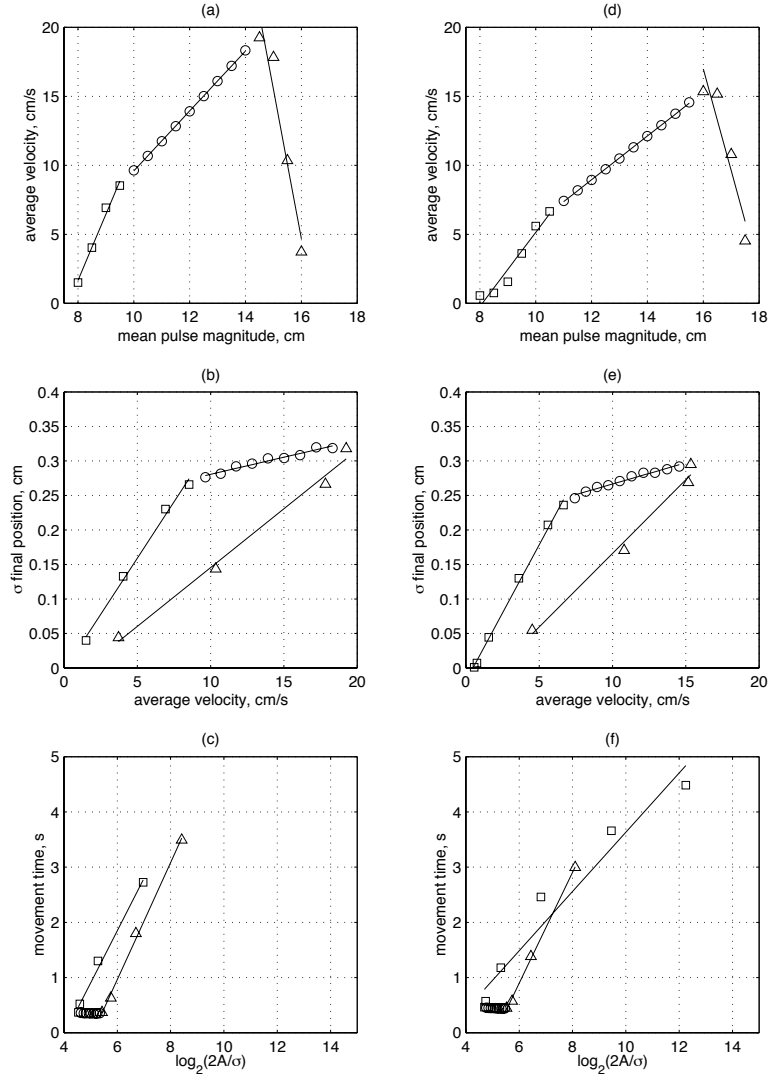 (a)
20
15
10
5
0
average velocity, cm/s
8 10 12 14 16 18
mean pulse magnitude, cm
(d)
20
15
10
5
0
average velocity, cm/s
8 10 12 14 16 18
mean pulse magnitude, cm
(b)
0.4
0.35
0.3
0.25
0.2
0.15
0.1
0.05
0
σ final position, cm
0 5 10 15 20
average velocity, cm/s
(e)
0.4
0.35
0.3
0.25
0.2
0.15
0.1
0.05
0
σ final position, cm
0 5 10 15 20
average velocity, cm/s
(c)
5
4
3
2
1
0
movement time, s
4 6 8 10 12 14
log₂(2A/σ)
(f)
5
4
3
2
1
0
movement time, s
4 6 8 10 12 14
log₂(2A/σ)